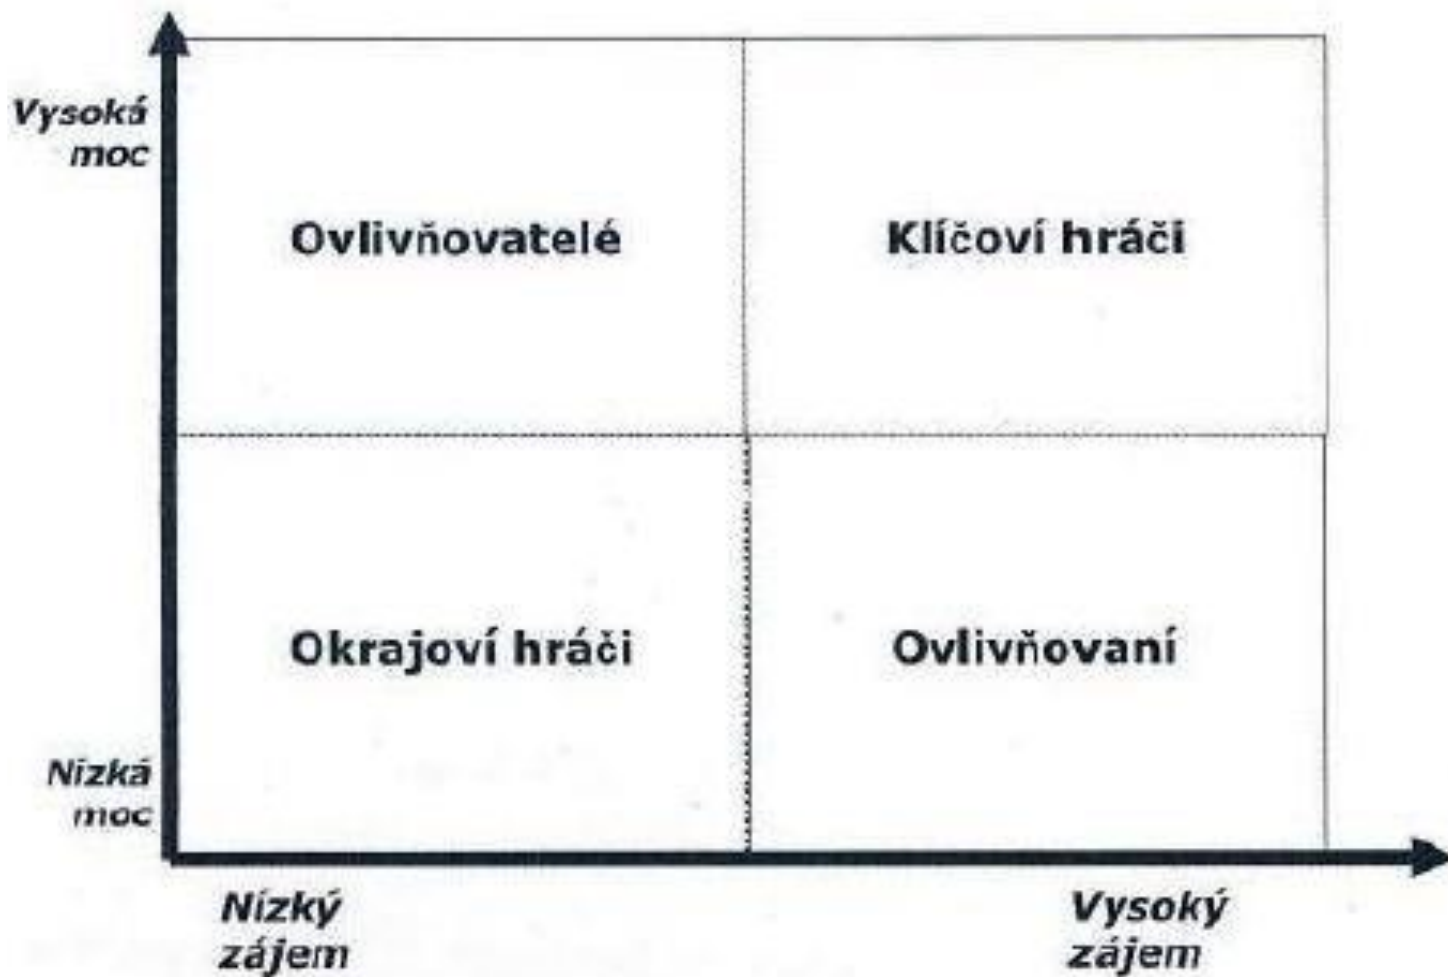 Vysoká
moc
Ovlivňovatelé
Klíčoví hráči
Okrajoví hráči
Ovlivňovaní
Nízká
moc
Nízký
zájem
Vysoký
zájem